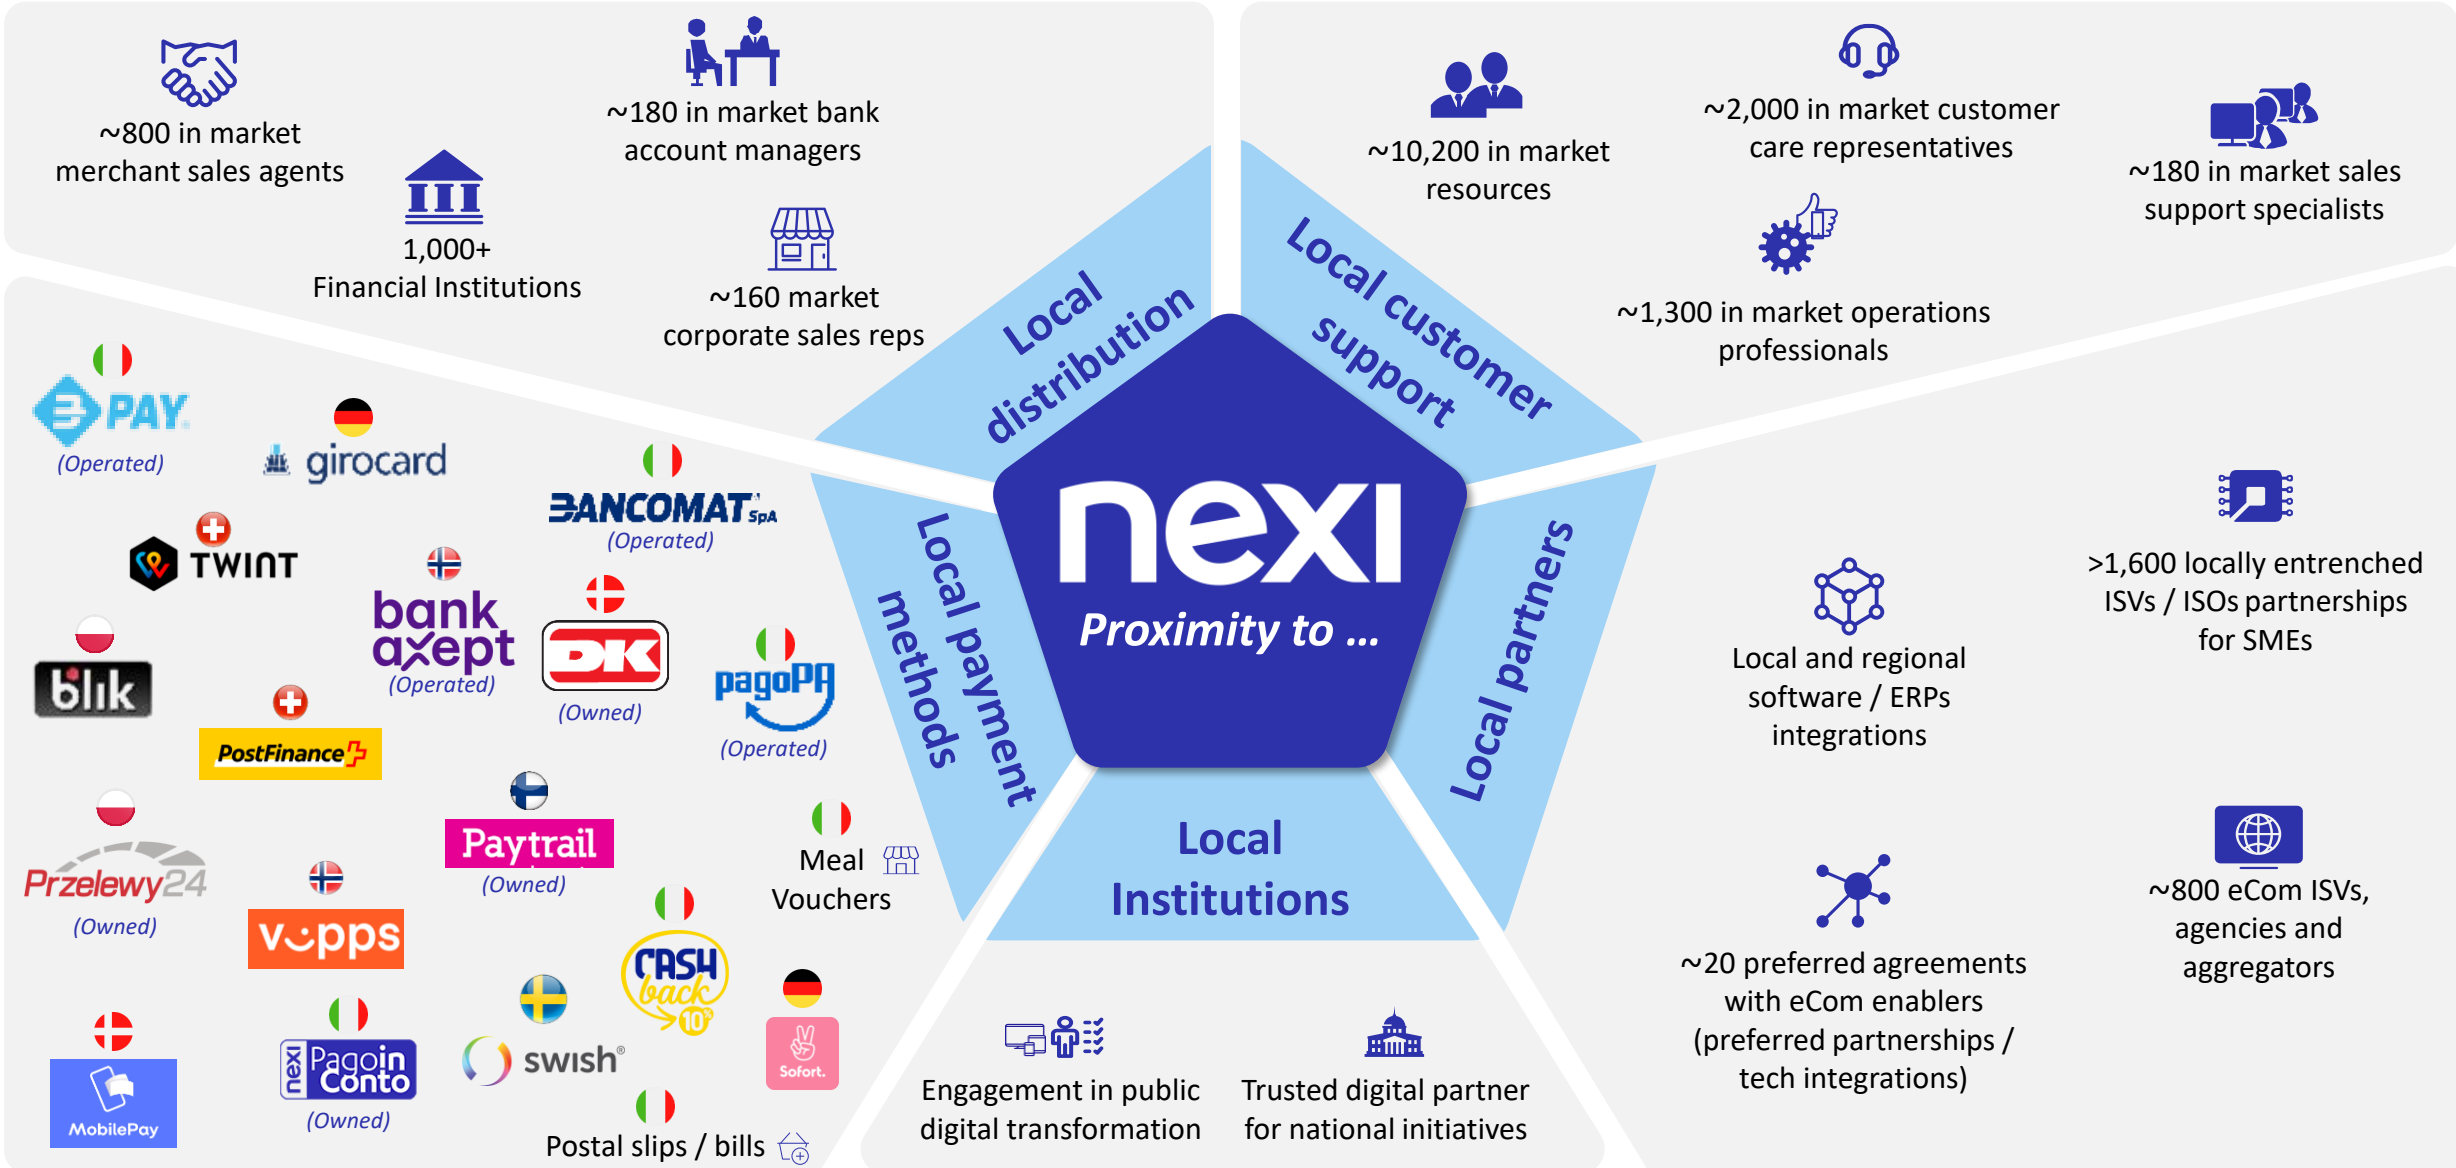 ~800 in market
merchant sales agents
1,000+
Financial Institutions
~180 in market bank
account managers
~160 market
corporate sales reps
Local
distribution
~10,200 in market
resources
~2,000 in market customer
care representatives
~180 in market sales
support specialists
~1,300 in market operations
professionals
Local customer
support
nexi
Proximity to ...
Local payment
methods
PAY
(Operated)
girocard
BANCOMAT SpA
(Operated)
TWINT
bank
axept
(Operated)
DK
(Owned)
pagoPA
(Operated)
blik
PostFinance
Przelewy24
(Owned)
Paytrail
(Owned)
Meal
Vouchers
vipps
CASH
back
10%
Sofort.
MobilePay
nexi
Pagoin
Conto
(Owned)
swish®
Postal slips / bills
Local
Institutions
Engagement in public
digital transformation
Trusted digital partner
for national initiatives
Local partners
>1,600 locally entrenched
ISVs / ISOs partnerships
for SMEs
Local and regional
software / ERPs
integrations
~800 eCom ISVs,
agencies and
aggregators
~20 preferred agreements
with eCom enablers
(preferred partnerships /
tech integrations)